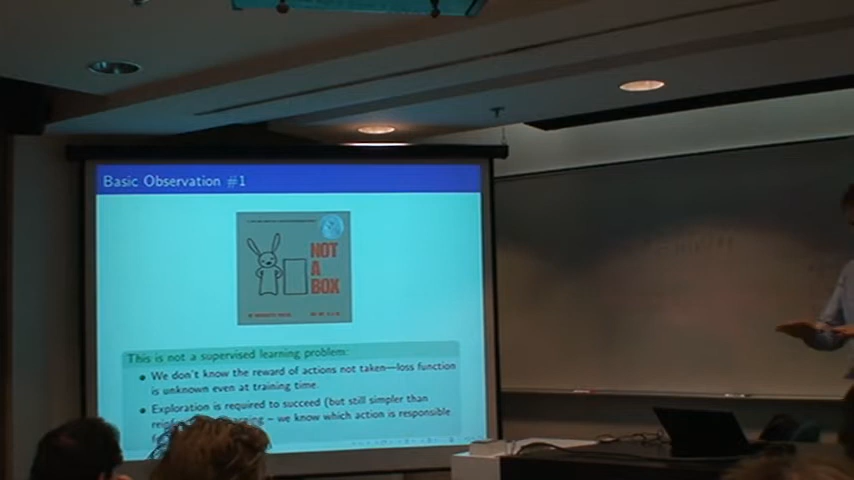 Basic Observation #1
NOT
A
BOX
This is not a supervised learning problem:
We don't know the reward of actions not taken—loss function
is unknown even at training time.
Exploration is required to succeed (but still simpler than
– we know which action is responsible